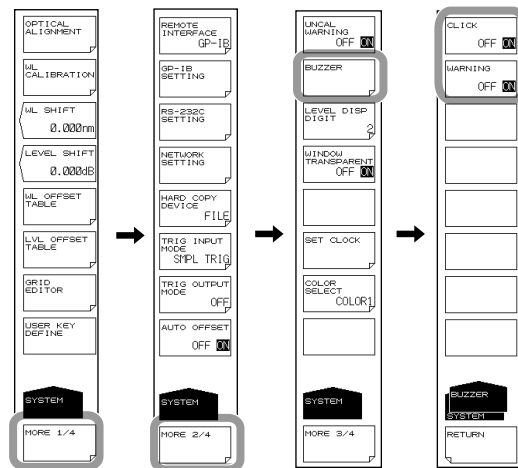 OPTICAL
ALIGNMENT
WL
CALIBRATION
WL SHIFT
0.000nm
LEVEL SHIFT
0.000dB
WL OFFSET
TABLE
LVL OFFSET
TABLE
GRID
EDITOR
USER KEY
DEFINE
SYSTEM
MORE 1/4
REMOTE
INTERFACE
GP-IB
GP-IB
SETTING
RS-232C
SETTING
NETWORK
SETTING
HARD COPY
DEVICE
FILE
TRIG INPUT
MODE
SMPL TRIG
TRIG OUTPUT
MODE
OFF
AUTO OFFSET
OFF ON
SYSTEM
MORE 2/4
UNCAL
WARNING
OFF ON
BUZZER
LEVEL DISP
DIGIT
2
WINDOW
TRANSPARENT
OFF ON
SET CLOCK
COLOR
SELECT
COLOR1
SYSTEM
MORE 3/4
CLICK
OFF ON
WARNING
OFF ON
BUZZER
SYSTEM
RETURN